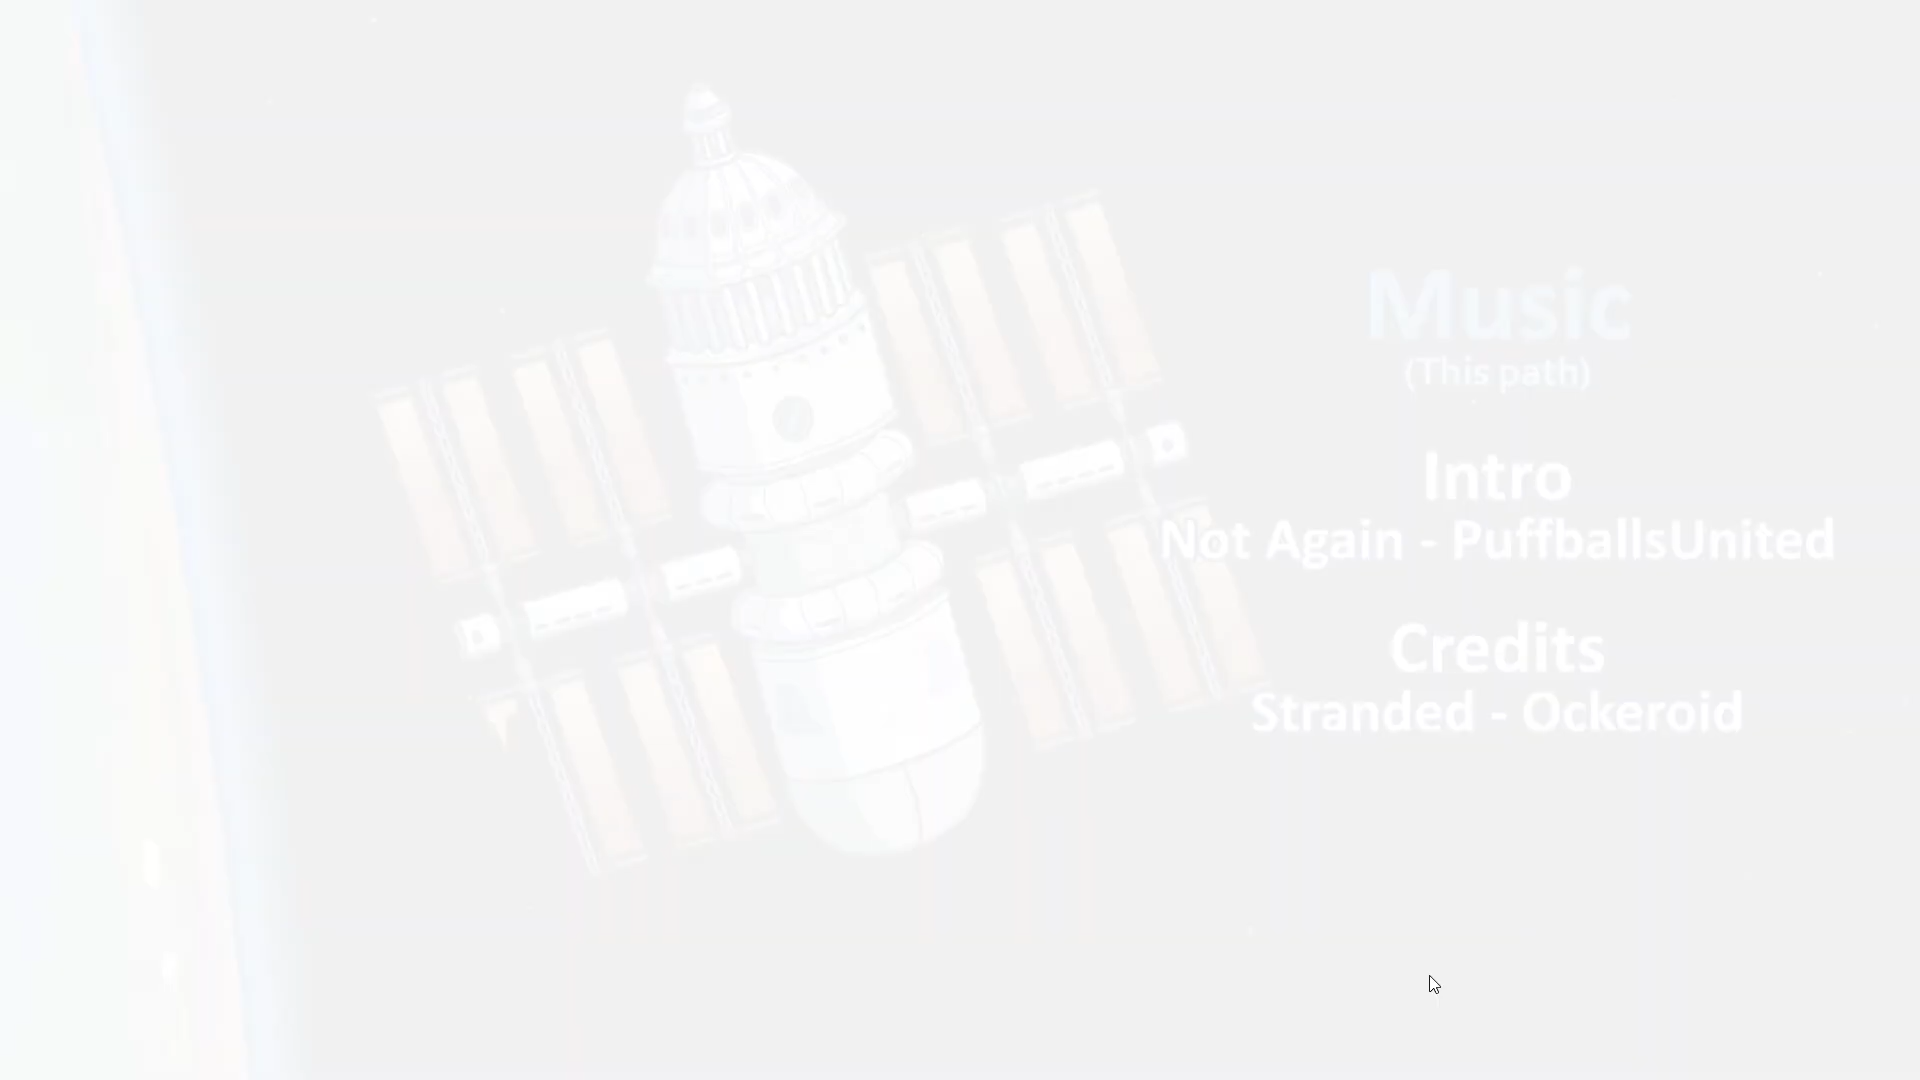 Music
(This path)
Intro
Not Again - PuffballsUnited
Credits
Stranded - Ockeroid